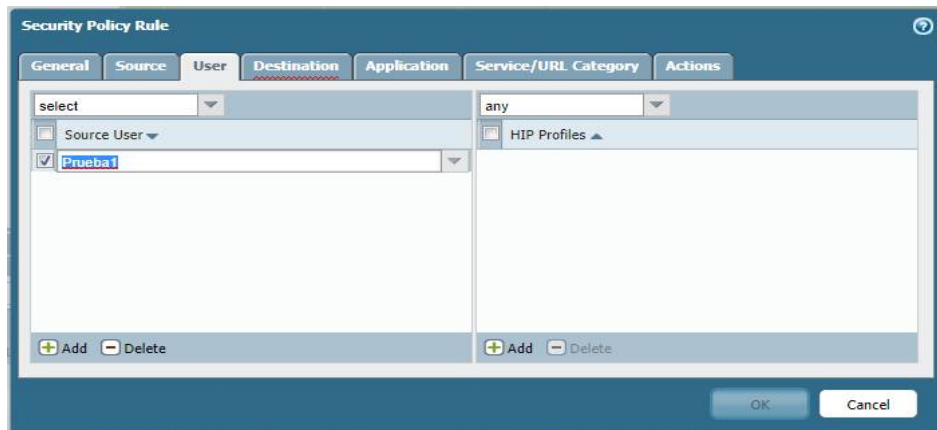 Security Policy Rule
General Source User Destination Application Service/URL Category Actions
select any
Source User HIP Profiles
Prueba1
Add Delete Add Delete
OK Cancel